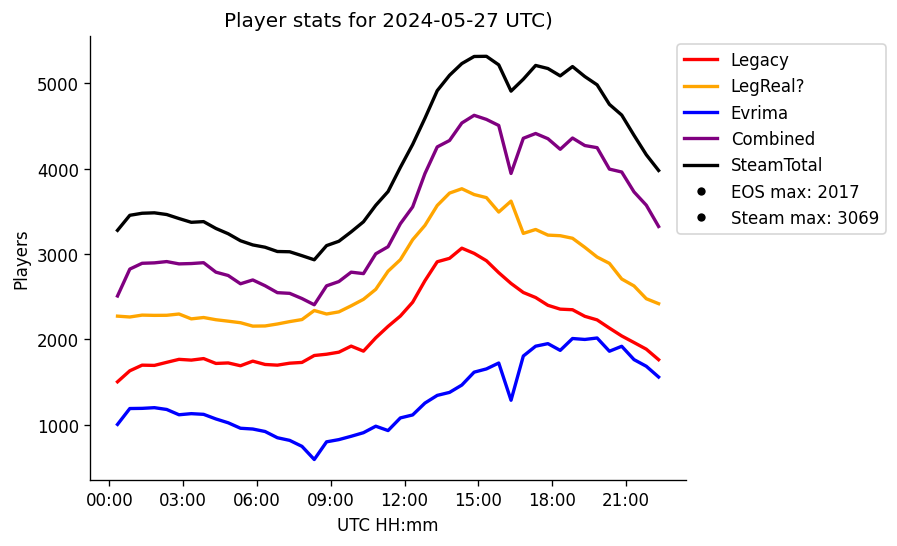 Player stats for 2024-05-27 UTC)
Legacy
LegReal?
Evrima
Combined
SteamTotal
EOS max: 2017
Steam max: 3069
Players
5000
4000
3000
2000
1000
00:00 03:00 06:00 09:00 12:00 15:00 18:00 21:00
UTC HH:mm